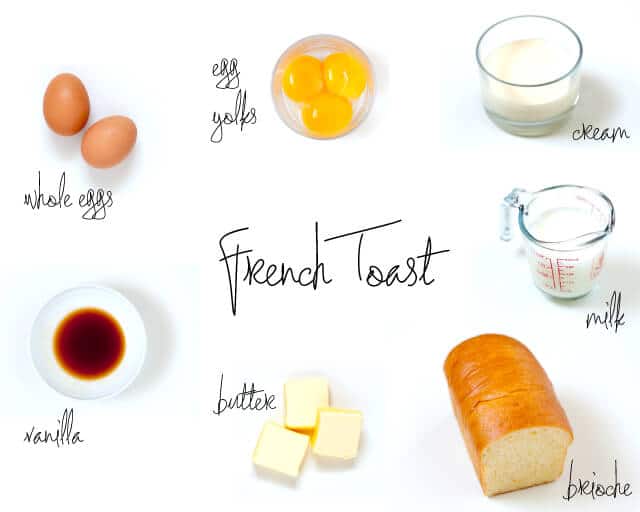 egg
yolks
cream
whole eggs
French Toast
milk
butter
vanilla
brioche